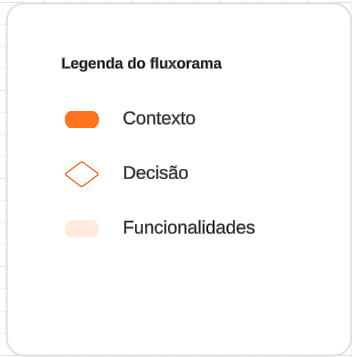 Legenda do fluxorama
Contexto
Decisão
Funcionalidades